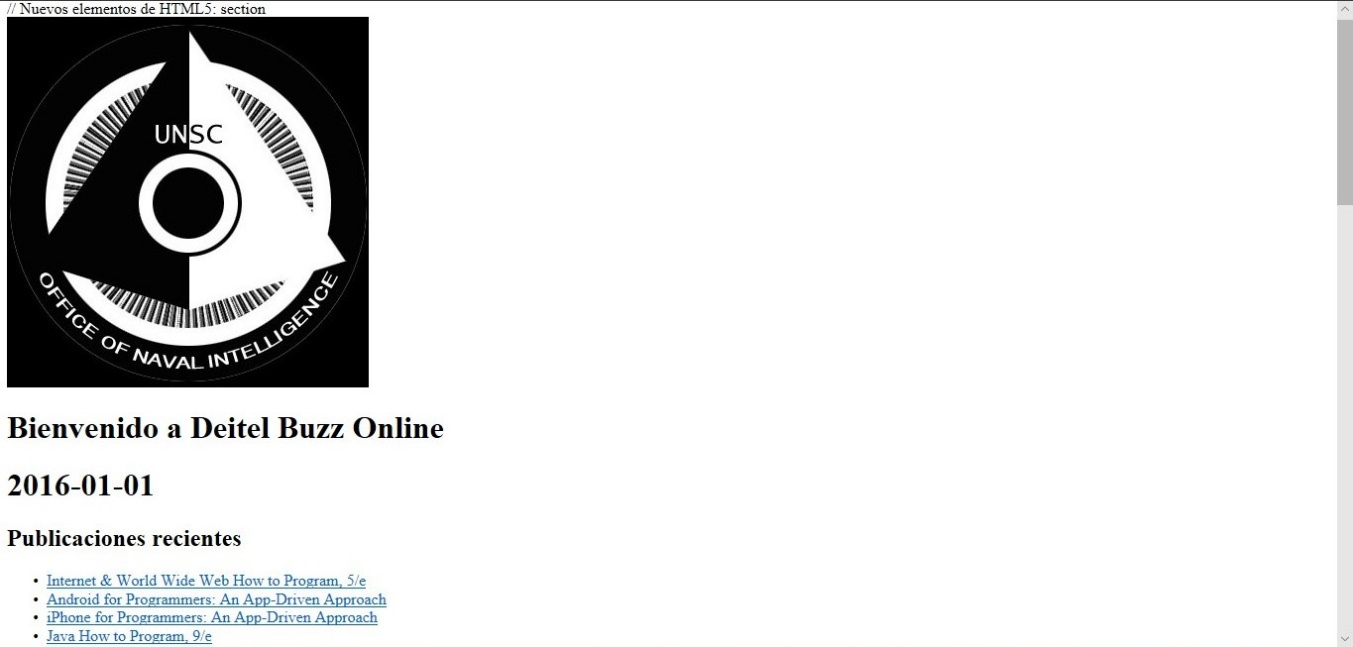 // Nuevos elementos de HTML5: section
UNSC
OFFICE OF NAVAL INTELLIGENCE
Bienvenido a Deitel Buzz Online
2016-01-01
Publicaciones recientes
Internet & World Wide Web How to Program, 5/e
Android for Programmers: An App-Driven Approach
iPhone for Programmers: An App-Driven Approach
Java How to Program, 9/e